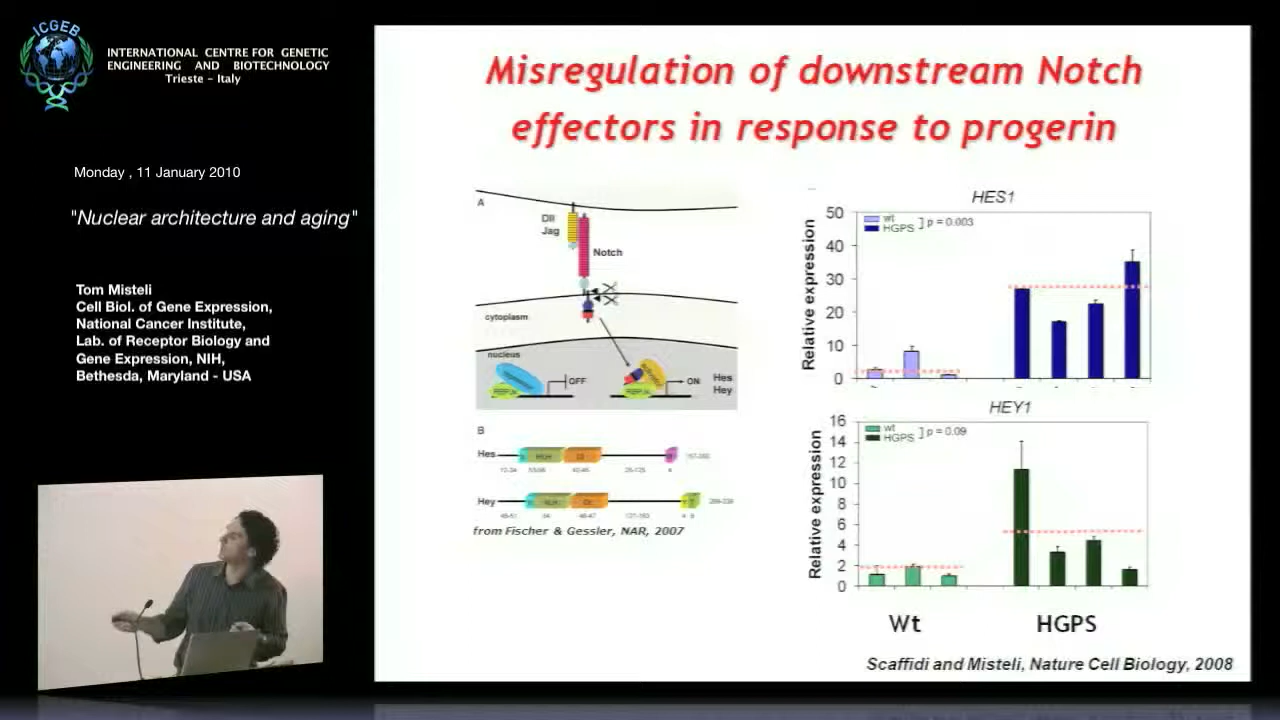 ICGEB
INTERNATIONAL CENTRE FOR GENETIC
ENGINEERING AND BIOTECHNOLOGY
Trieste - Italy
Monday , 11 January 2010
"Nuclear architecture and aging"
Tom Misteli
Cell Biol. of Gene Expression,
National Cancer Institute,
Lab. of Receptor Biology and
Gene Expression, NIH,
Bethesda, Maryland - USA
Misregulation of downstream Notch
effectors in response to progerin
A
Dll
Jag
Notch
cytoplasm
nucleus
OFF
ON
Hes
Hey
B
Hes
Hey
from Fischer & Gessler, NAR, 2007
HES1
Relative expression
50
40
30
20
10
0
wt
HGPS
p = 0.003
HEY1
Relative expression
16
14
12
10
8
6
4
2
0
wt
HGPS
p = 0.09
Wt
HGPS
Scaffidi and Misteli, Nature Cell Biology, 2008